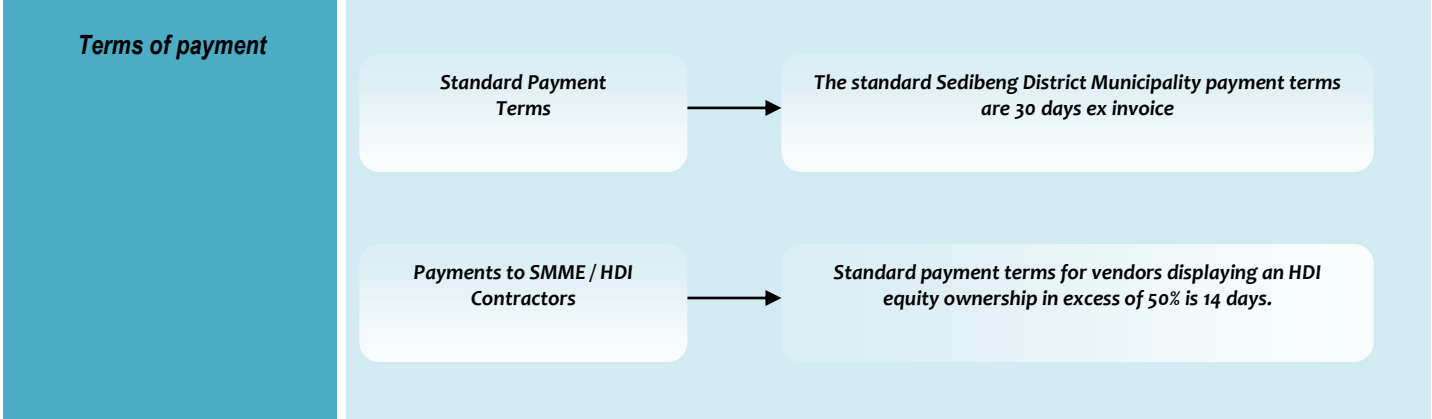 Terms of payment
Standard Payment
Terms
The standard Sedibeng District Municipality payment terms
are 30 days ex invoice
Payments to SMME / HDI
Contractors
Standard payment terms for vendors displaying an HDI
equity ownership in excess of 50% is 14 days.